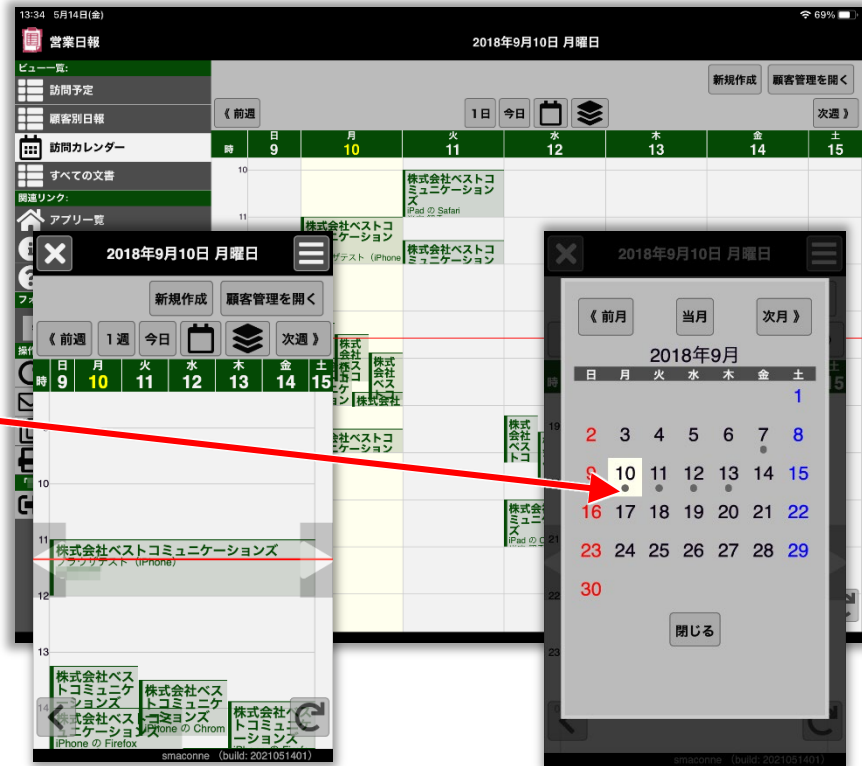 13:34 5月14日(金)
69%
営業日報
2018年9月10日 月曜日
ビュー一覧:
訪問予定
顧客別日報
訪問カレンダー
すべての文書
関連リンク:
アプリ一覧
新規作成
顧客管理を開く
《 前週
1日
今日
次週 》
時
日 9
月 10
火 11
水 12
木 13
金 14
土 15
10
11
株式会社ベストコ
ミュニケーション
ズ
iPad の Safari
株式会社ベストコ
ミュニケーション
株式会社ベストコ
2018年9月10日 月曜日
新規作成
顧客管理を開く
《 前週
1週
今日
次週 》
時
日 9
月 10
火 11
水 12
木 13
金 14
土 15
10
11
株式会社ベストコミュニケーションズ
ブラウザテスト（iPhone）
12
13
株式会社ベス
トコミュニケ
ーションズ
株式会社ベス
トコミュニケ
ーションズ
iPhone の Chrom
iPhone の Firefox
14
smaconne （build: 2021051401）
2018年9月10日 月曜日
《 前月
当月
次月 》
2018年9月
日 月 火 水 木 金 土
1
2 3 4 5 6 7 8
9 10 11 12 13 14 15
16 17 18 19 20 21 22
23 24 25 26 27 28 29
30
閉じる
smaconne （build: 2021051401）